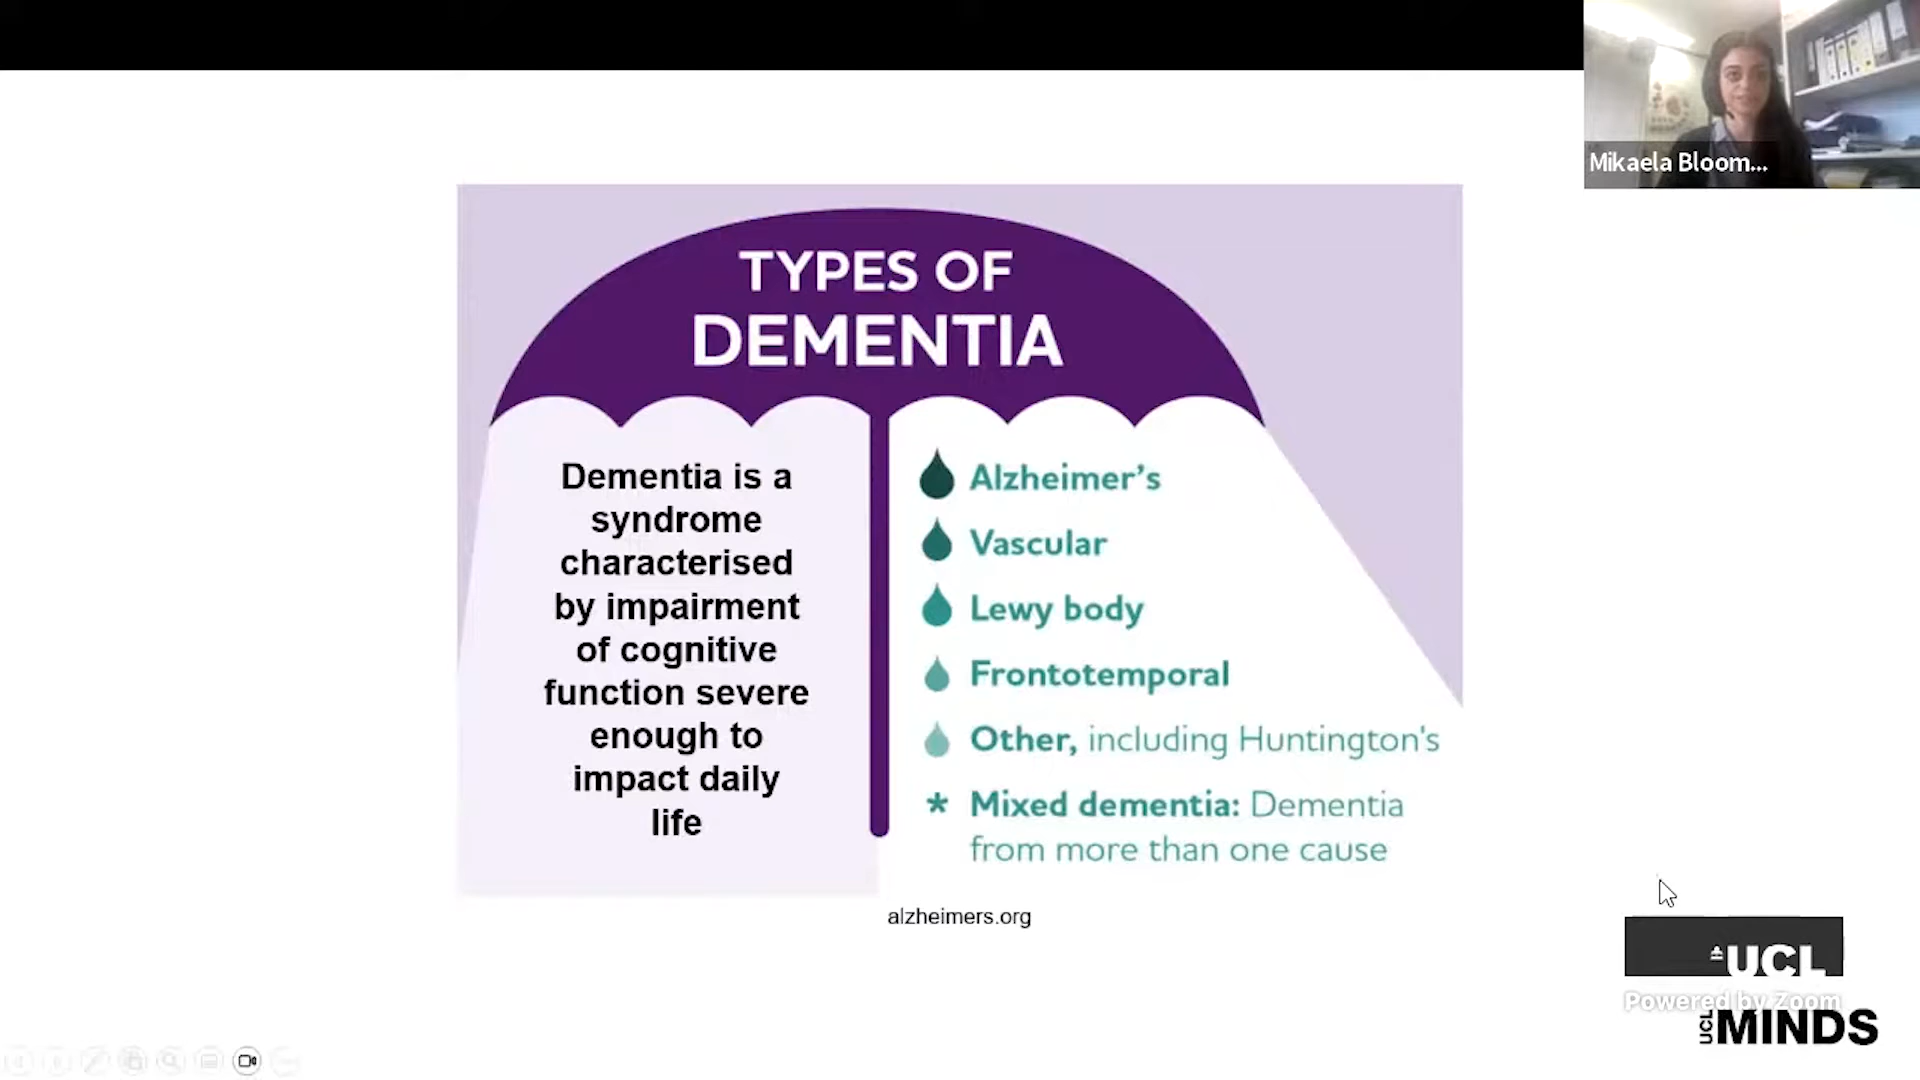 Mikaela Bloom...
TYPES OF
DEMENTIA
Dementia is a
syndrome
characterised
by impairment
of cognitive
function severe
enough to
impact daily
life
Alzheimer’s
Vascular
Lewy body
Frontotemporal
Other, including Huntington's
* Mixed dementia: Dementia
from more than one cause
alzheimers.org
UCL
Powered by Zoom
UCL MINDS